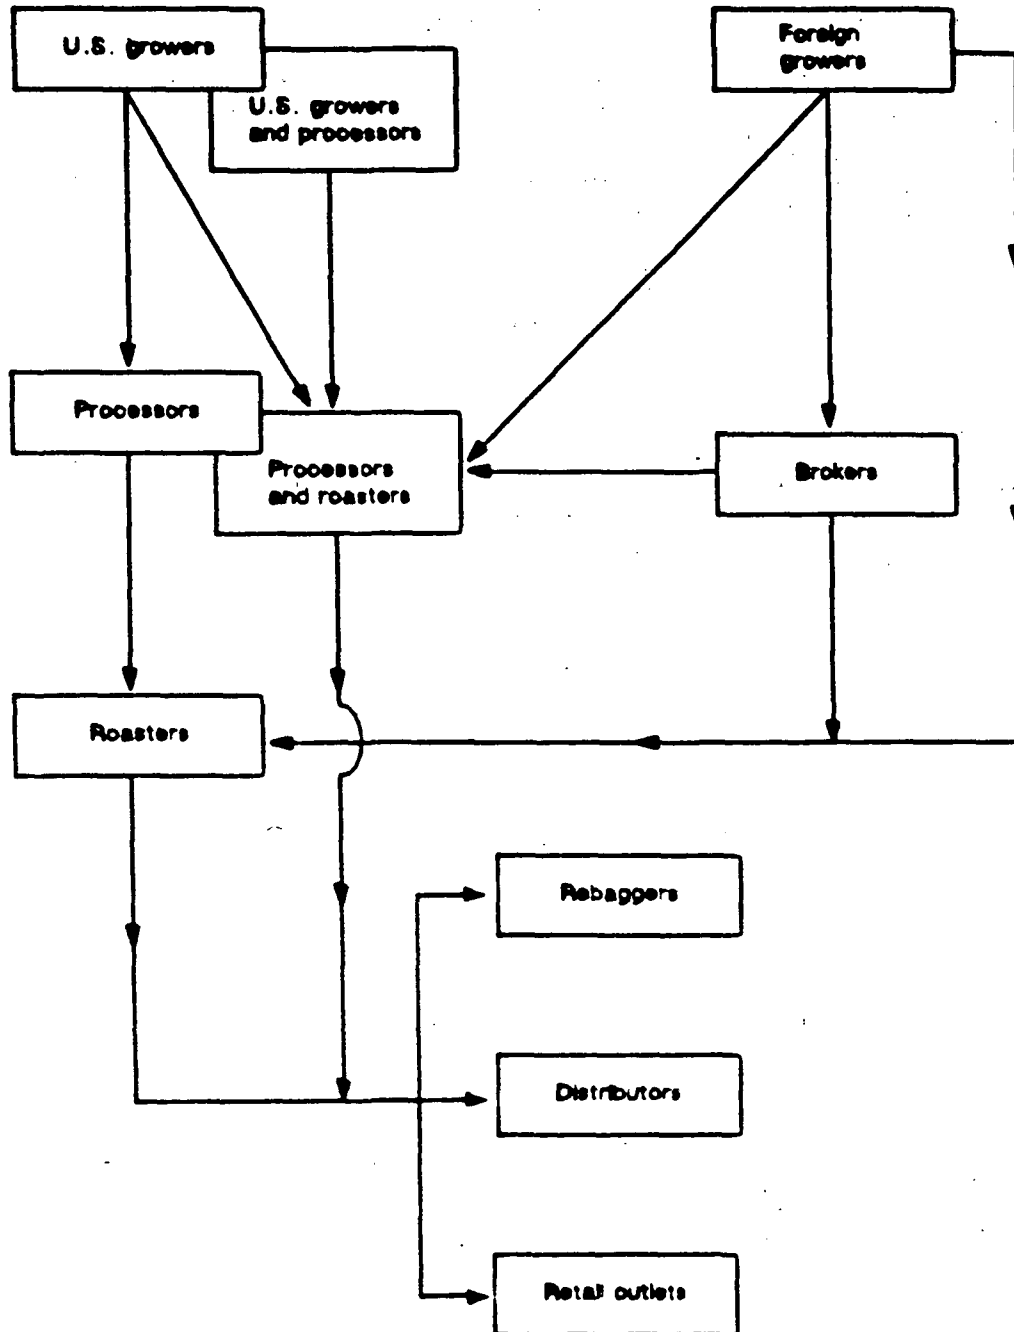 U.S. growers
Foreign
growers
U.S. growers
and processors
Processors
Processors
and roasters
Brokers
Roasters
Rebaggers
Distributors
Retail outlets